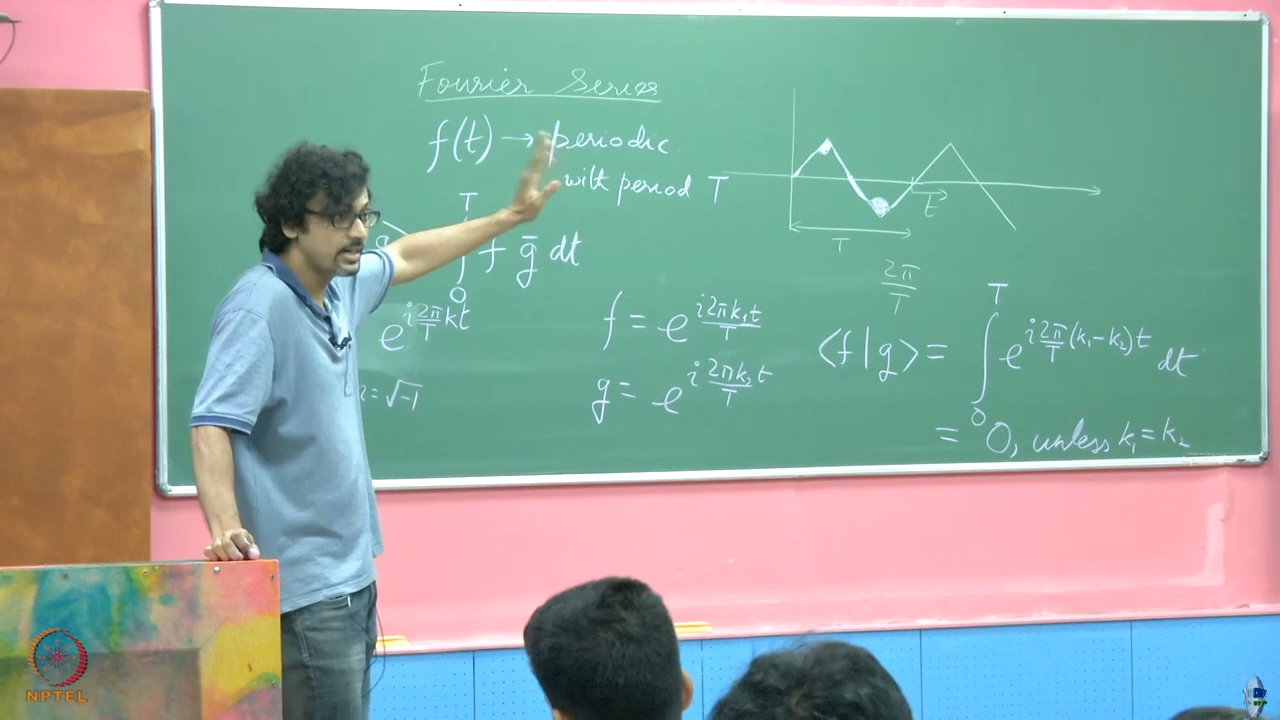 Fourier Series
f(t) → periodic
with period T
T
∫ f ḡ dt
0
e^{i 2π/T kt}
= √-1
f = e^{i2πk₁t/T}
g = e^{i 2πk₂t/T}
T
t
2π/T
T
⟨f|g⟩ = ∫ e^{i 2π/T (k₁-k₂)t} dt
0
= 0, unless k₁ = k₂
NPTEL